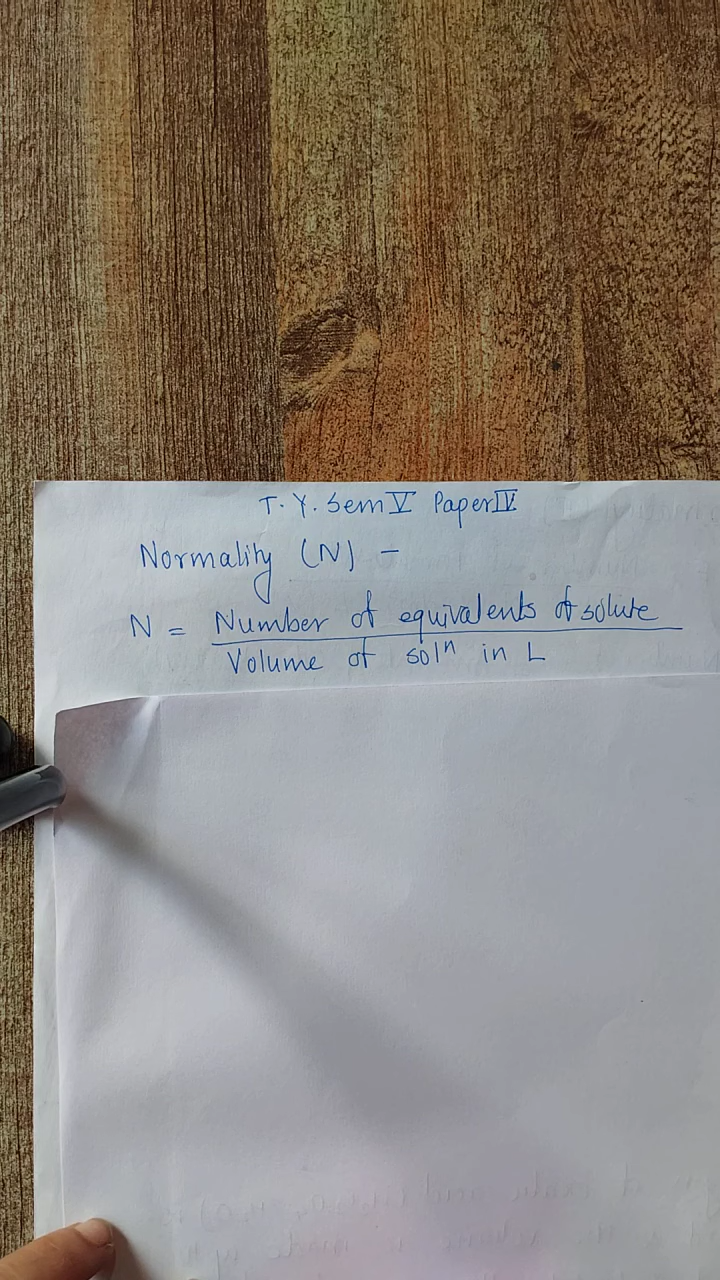 T. Y. Sem V Paper IV
Normality (N) -
N = Number of equivalents of solute
Volume of solⁿ in L